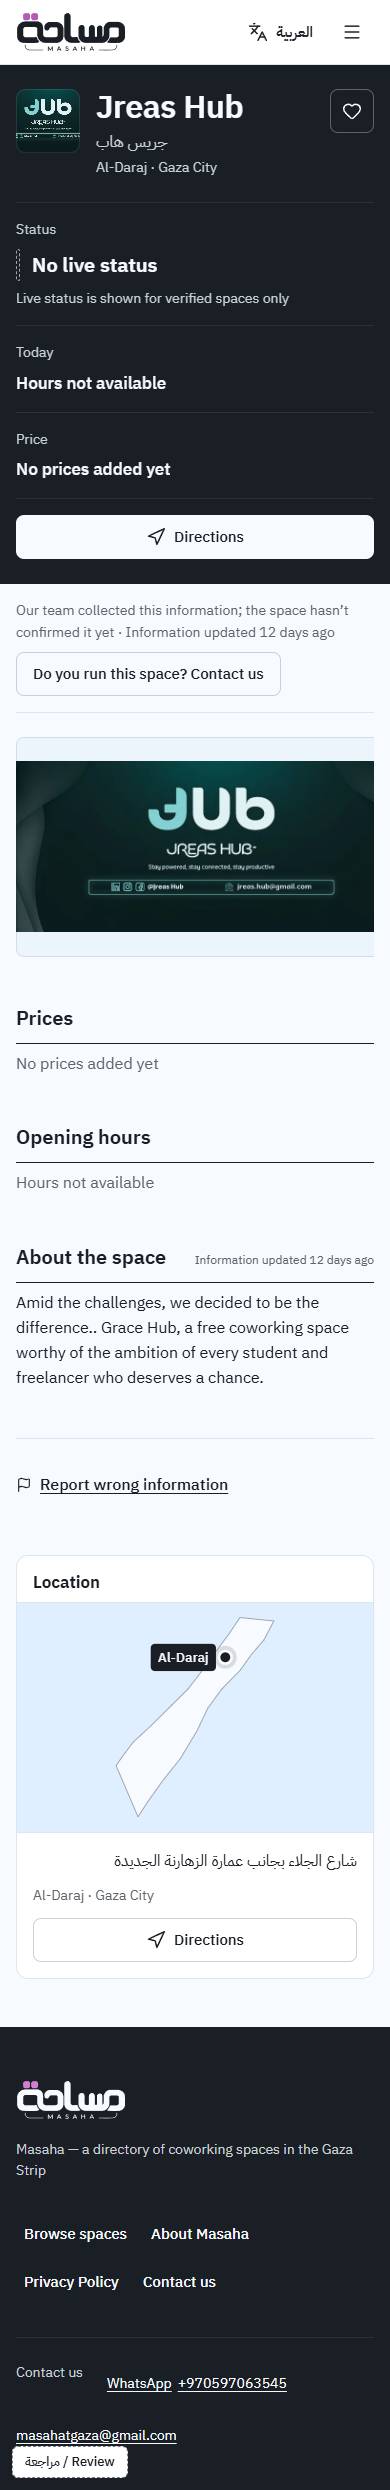 مساحة
MASAHA
العربية
JUb
JREAS HUB
Jreas Hub
جريس هاب
Al-Daraj · Gaza City
Status
No live status
Live status is shown for verified spaces only
Today
Hours not available
Price
No prices added yet
Directions
Our team collected this information; the space hasn’t
confirmed it yet · Information updated 12 days ago
Do you run this space? Contact us
JUb
JREAS HUB
Stay powered, stay connected, stay productive
@Jreas Hub jreas.hub@gmail.com
Prices
No prices added yet
Opening hours
Hours not available
About the space Information updated 12 days ago
Amid the challenges, we decided to be the
difference.. Grace Hub, a free coworking space
worthy of the ambition of every student and
freelancer who deserves a chance.
Report wrong information
Location
Al-Daraj
شارع الجلاء بجانب عمارة الزهارنة الجديدة
Al-Daraj · Gaza City
Directions
مساحة
MASAHA
Masaha — a directory of coworking spaces in the Gaza
Strip
Browse spaces About Masaha
Privacy Policy Contact us
Contact us WhatsApp +970597063545
masahatgaza@gmail.com
مراجعة / Review